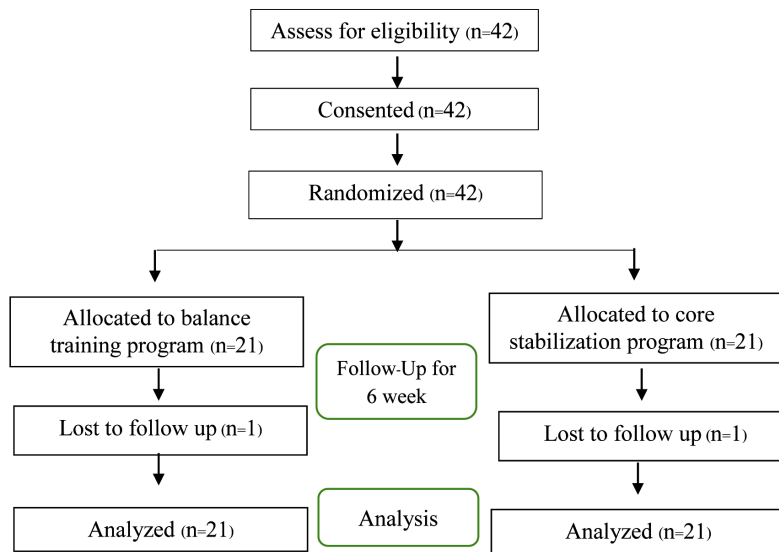 Assess for eligibility (n=42)
Consented (n=42)
Randomized (n=42)
Allocated to balance
training program (n=21)
Allocated to core
stabilization program (n=21)
Follow-Up for
6 week
Lost to follow up (n=1)
Lost to follow up (n=1)
Analyzed (n=21)
Analysis
Analyzed (n=21)